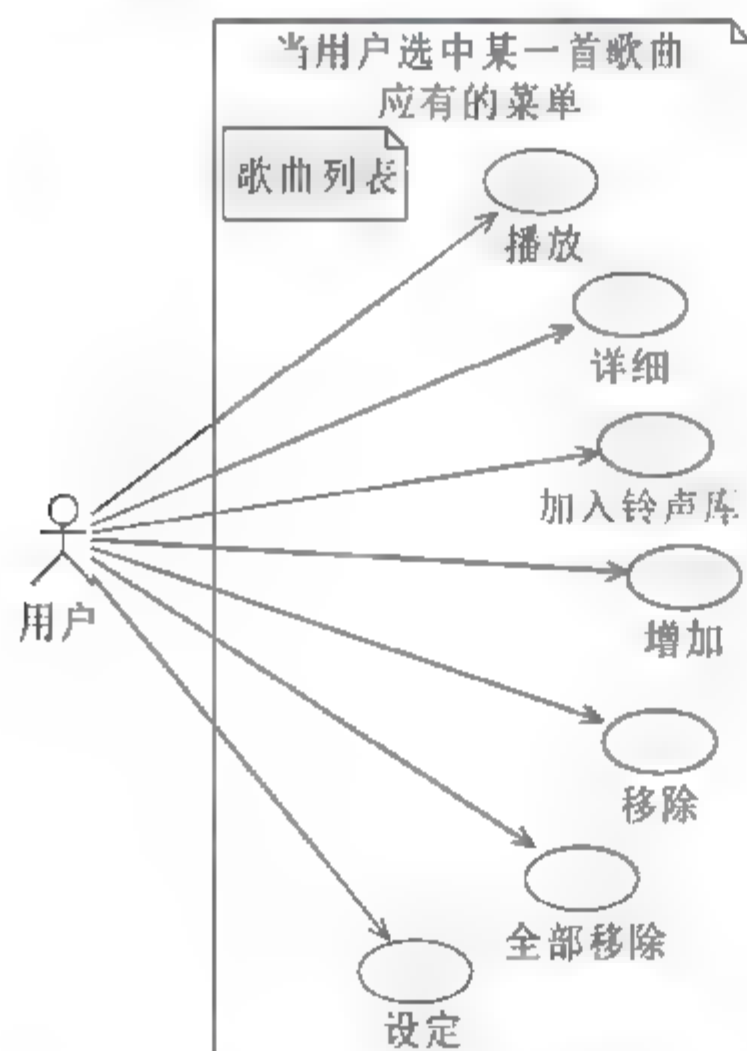 当用户选中某一首歌曲
应有的菜单
歌曲列表
播放
详细
加入铃声库
用户
增加
移除
全部移除
设定